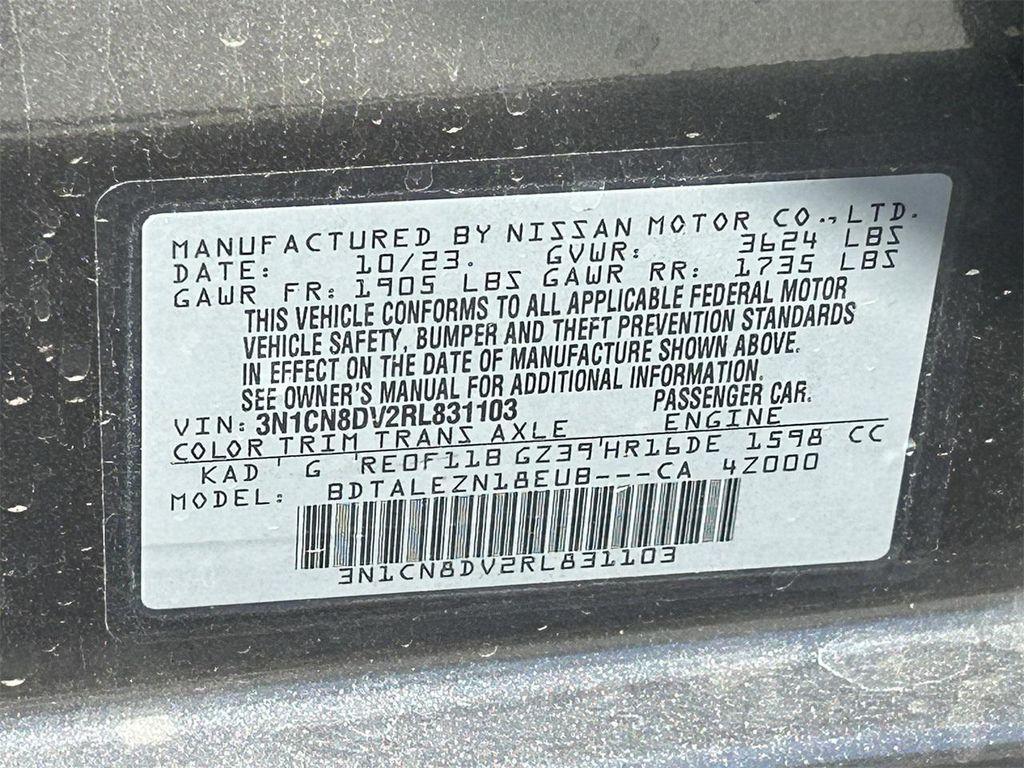 MANUFACTURED BY NISSAN MOTOR CO., LTD.
DATE: 10/23. GVWR: 3624 LBS
GAWR FR: 1905 LBS GAWR RR: 1735 LBS
THIS VEHICLE CONFORMS TO ALL APPLICABLE FEDERAL MOTOR
VEHICLE SAFETY, BUMPER AND THEFT PREVENTION STANDARDS
IN EFFECT ON THE DATE OF MANUFACTURE SHOWN ABOVE.
SEE OWNER'S MANUAL FOR ADDITIONAL INFORMATION.
VIN: 3N1CN8DV2RL831103 PASSENGER CAR.
COLOR TRIM TRANS AXLE ENGINE
KAD G RE0F11B GZ39 HR16DE 1598 CC
MODEL: BDTALEZN18EUB---CA 4Z000
3N1CN8DV2RL831103